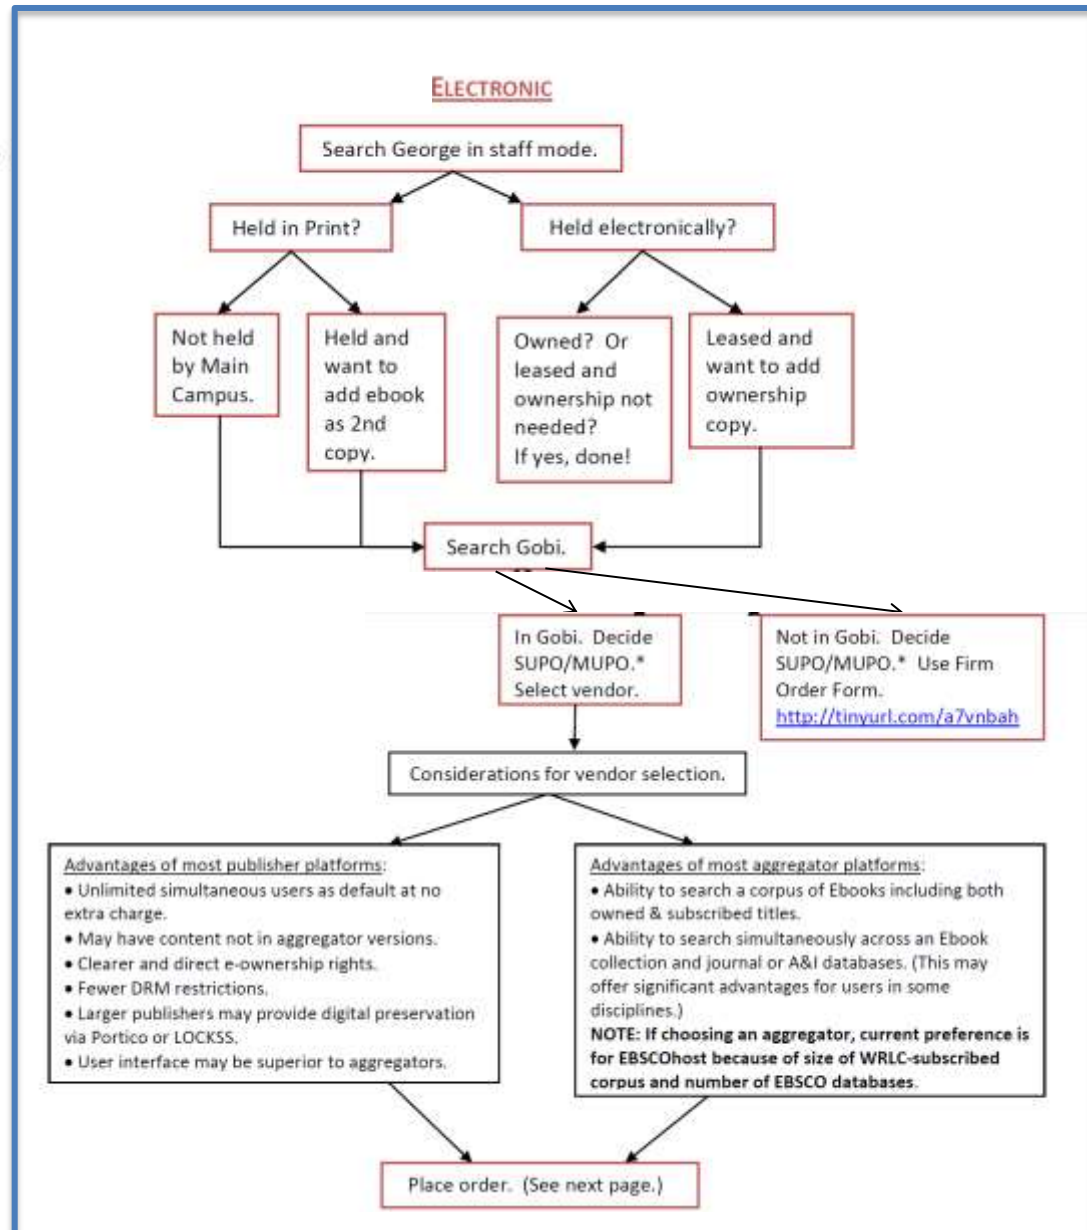 ELECTRONIC
Search George in staff mode.
Held in Print?
Held electronically?
Not held
by Main
Campus.
Held and
want to
add ebook
as 2nd
copy.
Owned? Or
leased and
ownership not
needed?
If yes, done!
Leased and
want to add
ownership
copy.
Search Gobi.
In Gobi. Decide
SUPO/MUPO.*
Select vendor.
Not in Gobi. Decide
SUPO/MUPO.* Use Firm
Order Form.
http://tinyurl.com/a7vnbah
Considerations for vendor selection.
Advantages of most publisher platforms:
• Unlimited simultaneous users as default at no
extra charge.
• May have content not in aggregator versions.
• Clearer and direct e-ownership rights.
• Fewer DRM restrictions.
• Larger publishers may provide digital preservation
via Portico or LOCKSS.
• User interface may be superior to aggregators.
Advantages of most aggregator platforms:
• Ability to search a corpus of Ebooks including both
owned & subscribed titles.
• Ability to search simultaneously across an Ebook
collection and journal or A&I databases. (This may
offer significant advantages for users in some
disciplines.)
NOTE: If choosing an aggregator, current preference is
for EBSCOhost because of size of WRLC-subscribed
corpus and number of EBSCO databases.
Place order. (See next page.)